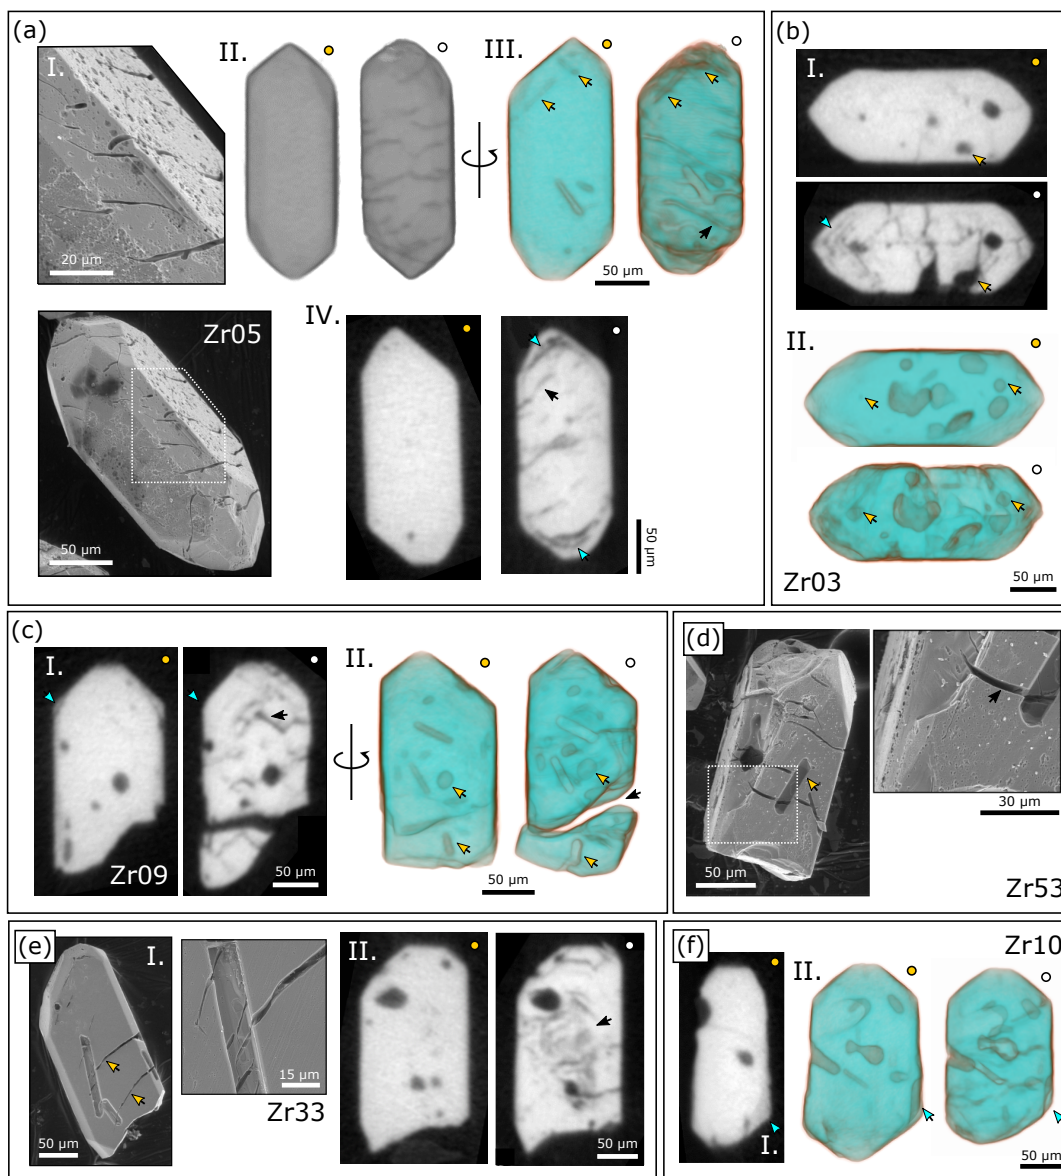 (a)
I.
20 µm
II.
III.
50 µm
Zr05
50 µm
IV.
50 µm
(b)
I.
II.
Zr03
50 µm
(c)
I.
Zr09
50 µm
II.
50 µm
(d)
50 µm
30 µm
Zr53
(e)
I.
50 µm
15 µm
Zr33
II.
50 µm
(f)
Zr10
I.
II.
50 µm